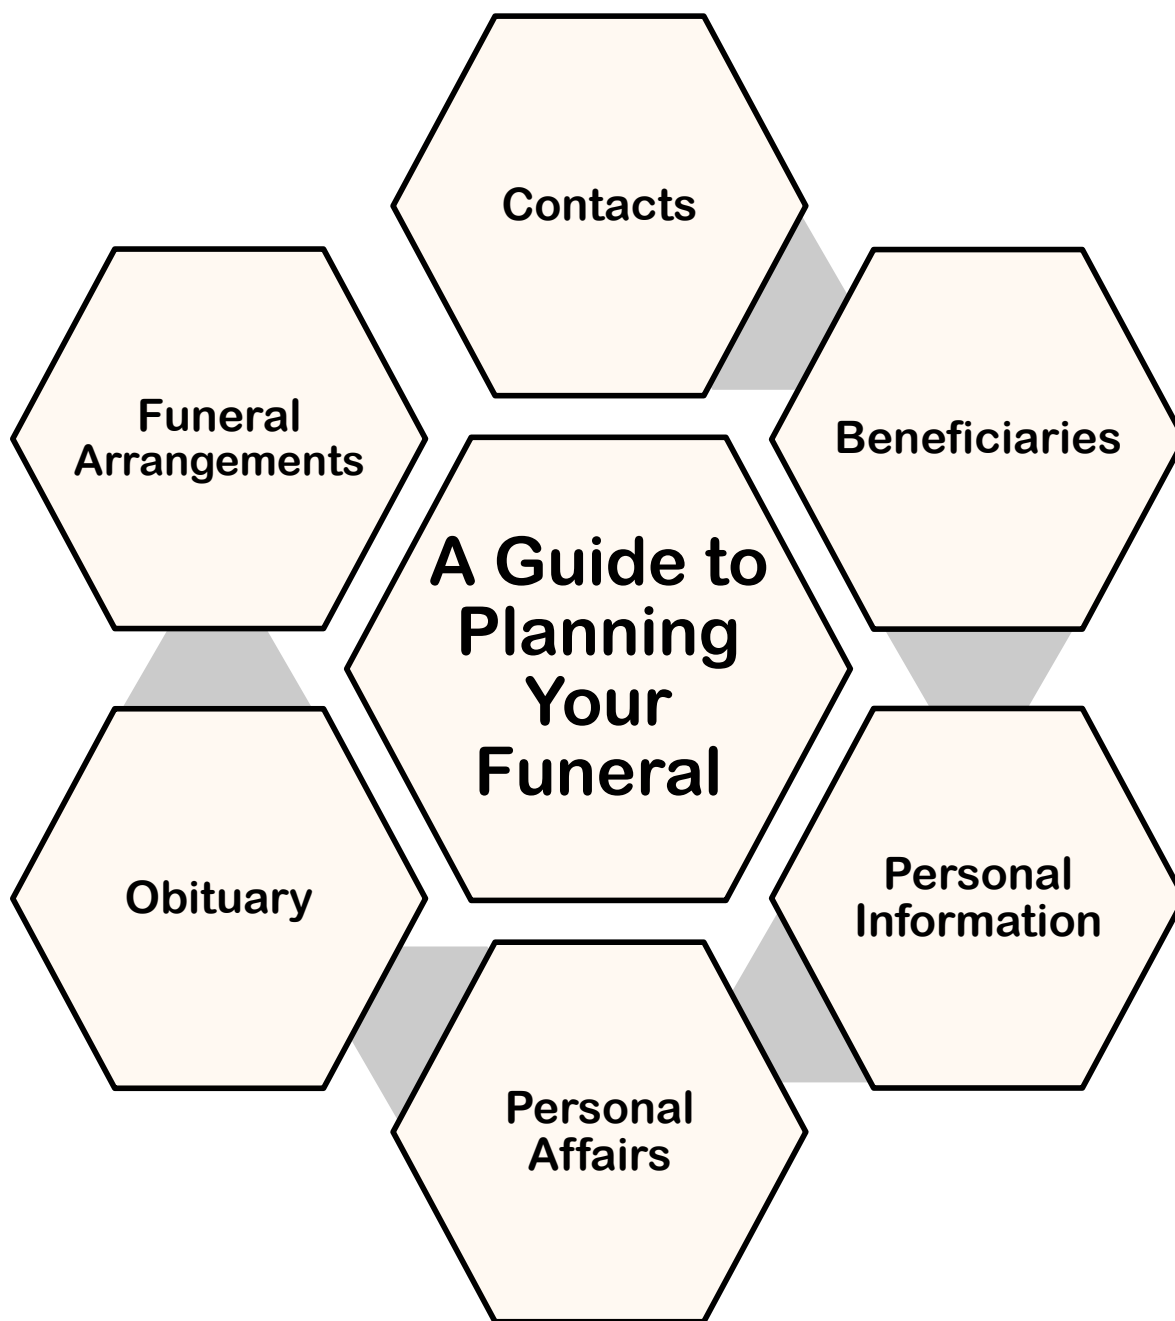 Contacts
Beneficiaries
Personal
Information
Personal
Affairs
Obituary
Funeral
Arrangements
A Guide to
Planning
Your
Funeral